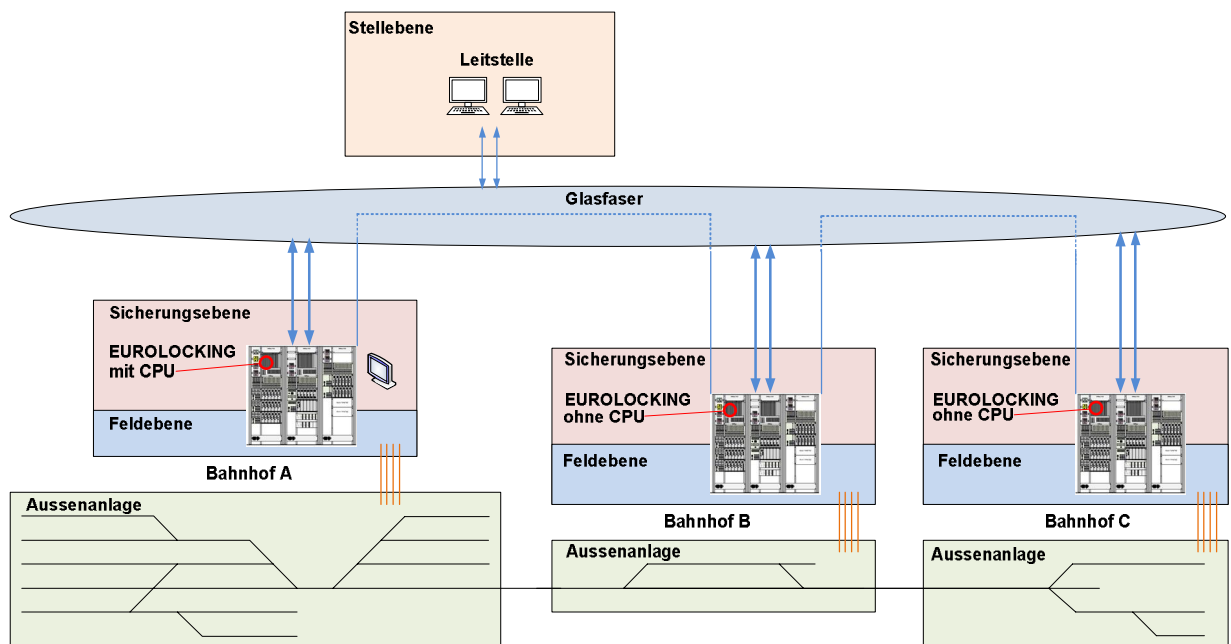 Stellebene
Leitstelle
Glasfaser
Sicherungsebene
EUROLOCKING
mit CPU
Feldebene
Bahnhof A
Aussenanlage
Sicherungsebene
EUROLOCKING
ohne CPU
Feldebene
Bahnhof B
Aussenanlage
Sicherungsebene
EUROLOCKING
ohne CPU
Feldebene
Bahnhof C
Aussenanlage